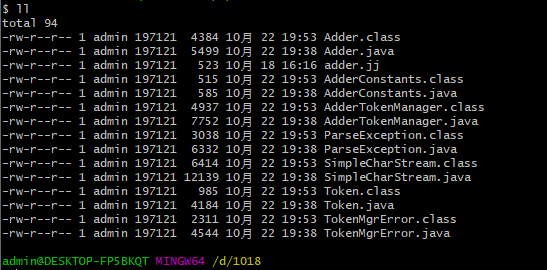 $ ll
total 94
-rw-r--r-- 1 admin 197121  4384 10月 22 19:53 Adder.class
-rw-r--r-- 1 admin 197121  5499 10月 22 19:38 Adder.java
-rw-r--r-- 1 admin 197121   523 10月 18 16:16 adder.jj
-rw-r--r-- 1 admin 197121   515 10月 22 19:53 AdderConstants.class
-rw-r--r-- 1 admin 197121   585 10月 22 19:38 AdderConstants.java
-rw-r--r-- 1 admin 197121  4937 10月 22 19:53 AdderTokenManager.class
-rw-r--r-- 1 admin 197121  7752 10月 22 19:38 AdderTokenManager.java
-rw-r--r-- 1 admin 197121  3038 10月 22 19:53 ParseException.class
-rw-r--r-- 1 admin 197121  6332 10月 22 19:38 ParseException.java
-rw-r--r-- 1 admin 197121  6414 10月 22 19:53 SimpleCharStream.class
-rw-r--r-- 1 admin 197121 12139 10月 22 19:38 SimpleCharStream.java
-rw-r--r-- 1 admin 197121   985 10月 22 19:53 Token.class
-rw-r--r-- 1 admin 197121  4184 10月 22 19:38 Token.java
-rw-r--r-- 1 admin 197121  2311 10月 22 19:53 TokenMgrError.class
-rw-r--r-- 1 admin 197121  4544 10月 22 19:38 TokenMgrError.java
admin@DESKTOP-FP5BKQT MINGW64 /d/1018